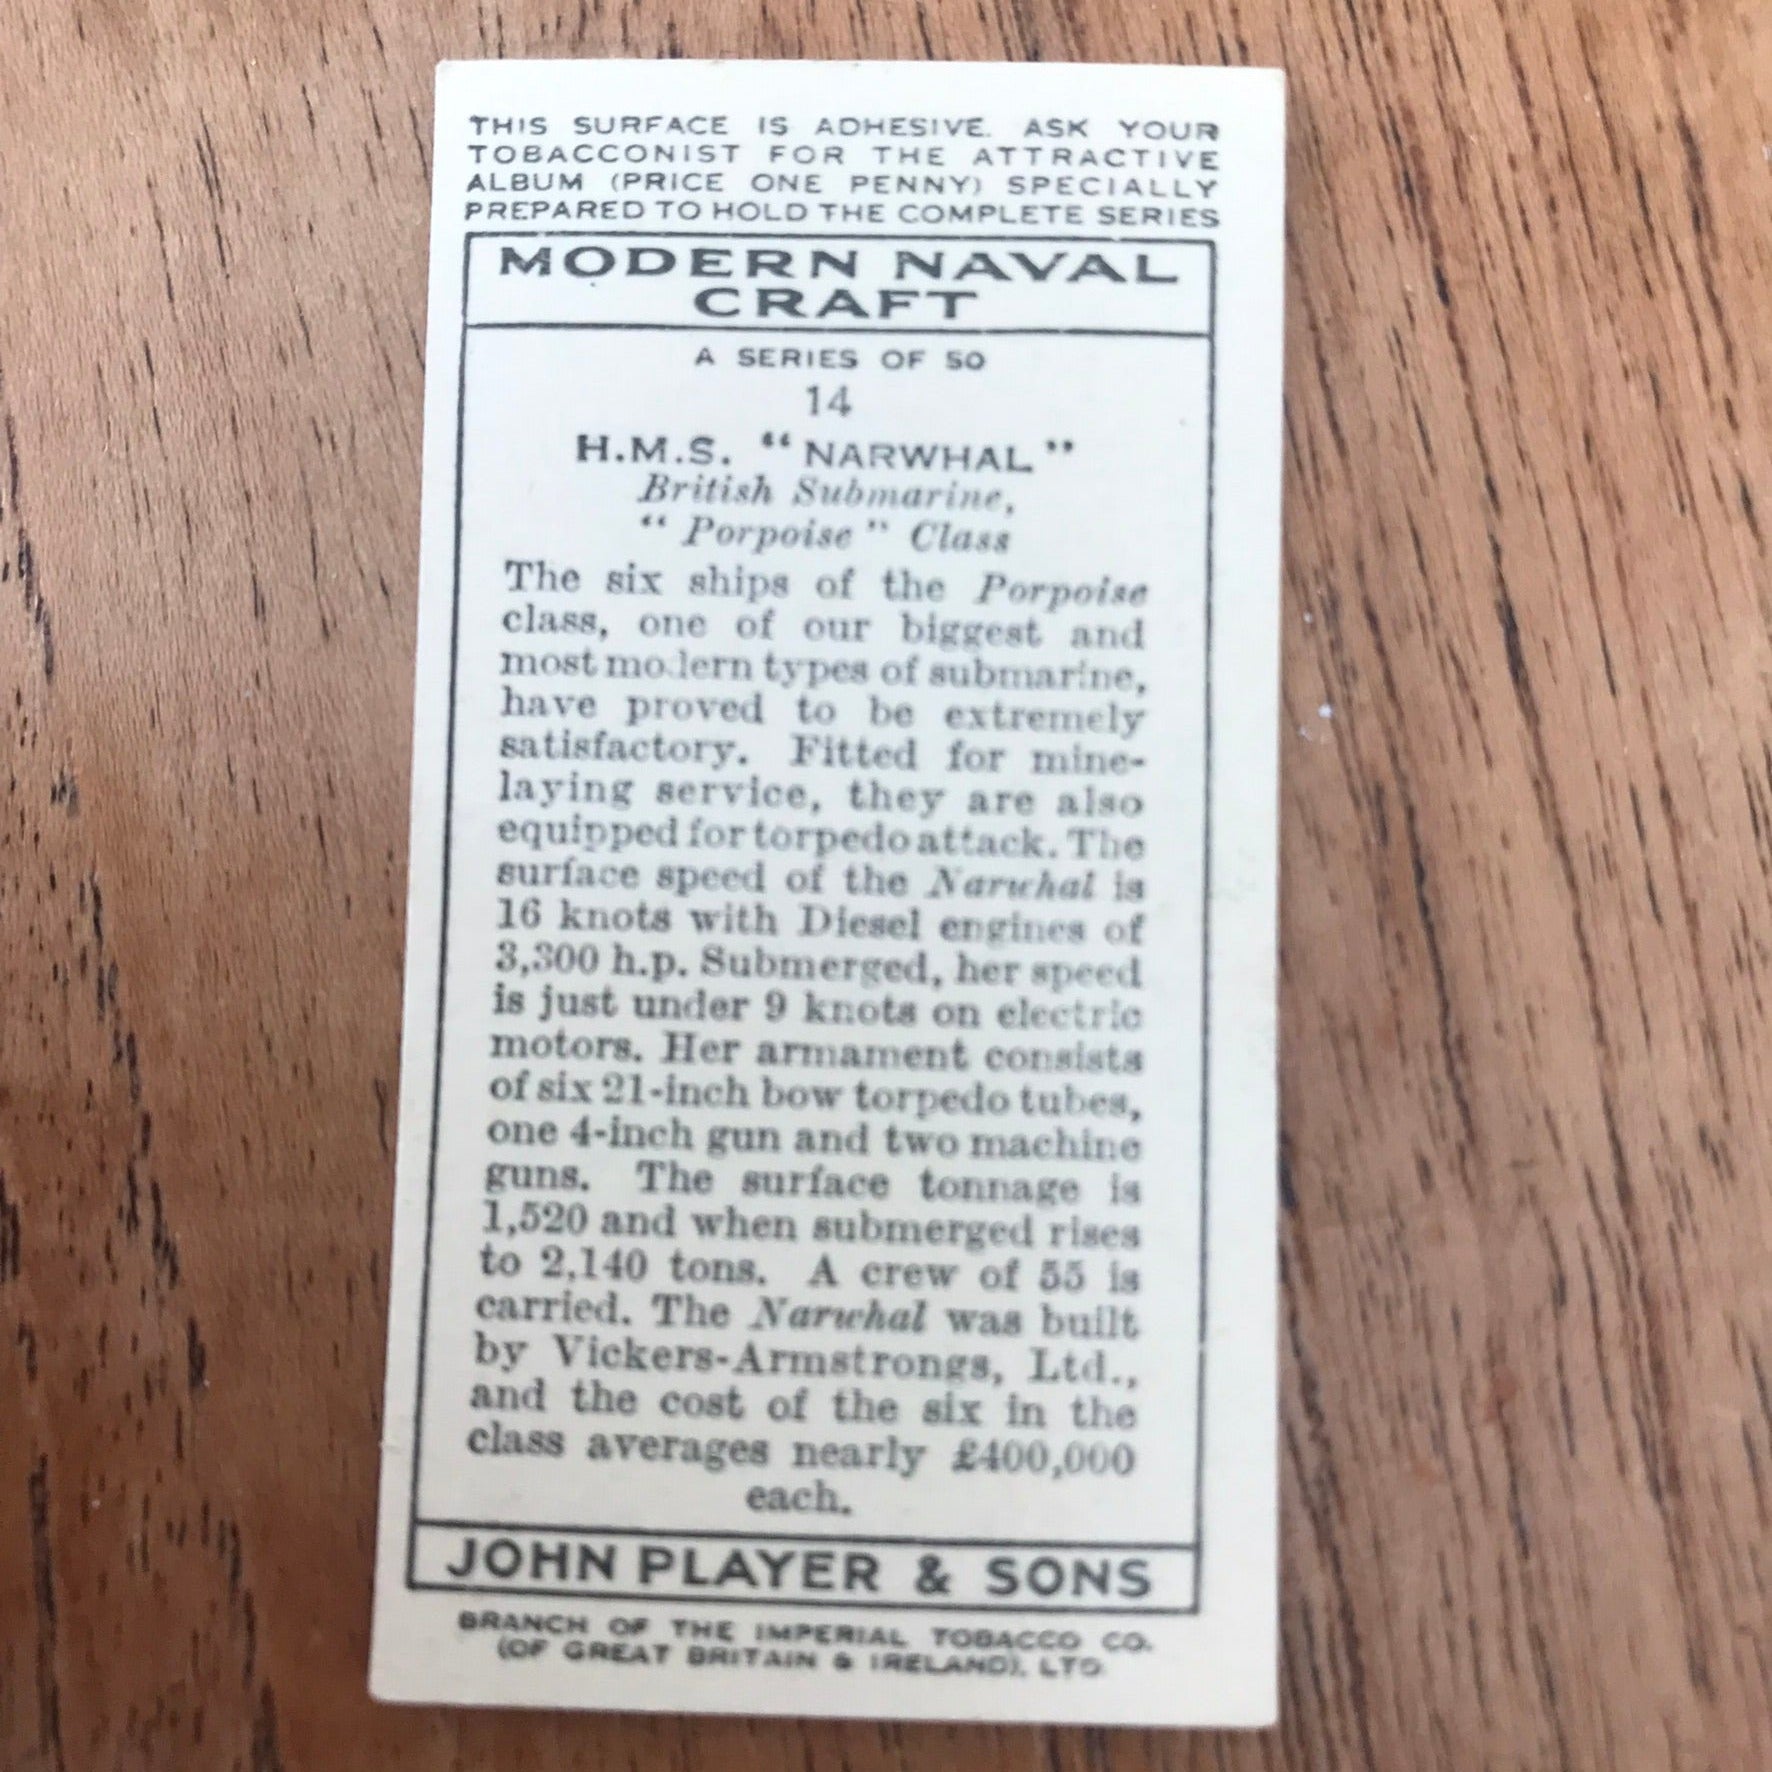 THIS SURFACE IS ADHESIVE. ASK YOUR
TOBACCONIST FOR THE ATTRACTIVE
ALBUM (PRICE ONE PENNY) SPECIALLY
PREPARED TO HOLD THE COMPLETE SERIES
MODERN NAVAL
CRAFT
A SERIES OF 50
14
H.M.S. "NARWHAL"
British Submarine,
"Porpoise" Class
The six ships of the Porpoise
class, one of our biggest and
most modern types of submarine,
have proved to be extremely
satisfactory. Fitted for mine-
laying service, they are also
equipped for torpedo attack. The
surface speed of the Narwhal is
16 knots with Diesel engines of
3,300 h.p. Submerged, her speed
is just under 9 knots on electric
motors. Her armament consists
of six 21-inch bow torpedo tubes,
one 4-inch gun and two machine
guns. The surface tonnage is
1,520 and when submerged rises
to 2,140 tons. A crew of 55 is
carried. The Narwhal was built
by Vickers-Armstrongs, Ltd.,
and the cost of the six in the
class averages nearly £400,000
each.
JOHN PLAYER & SONS
BRANCH OF THE IMPERIAL TOBACCO CO.
(OF GREAT BRITAIN & IRELAND), LTD.